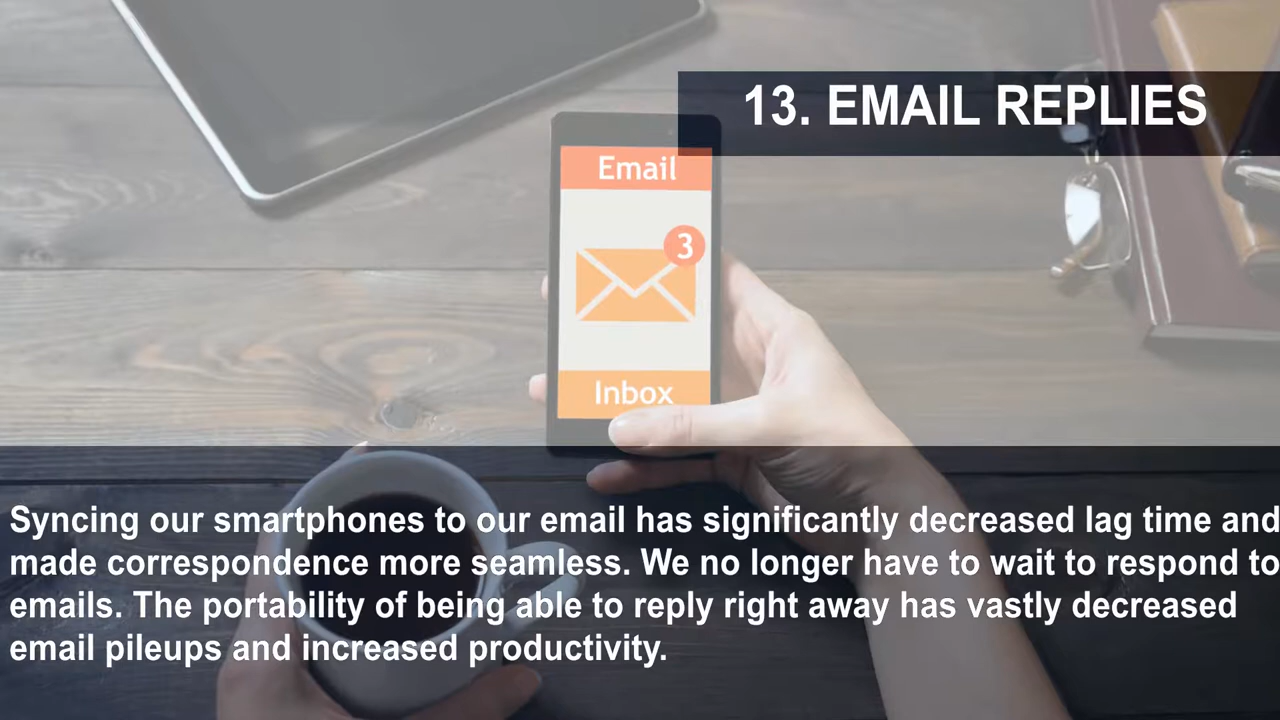 13. EMAIL REPLIES
Email
3
Inbox
Syncing our smartphones to our email has significantly decreased lag time and
made correspondence more seamless. We no longer have to wait to respond to
emails. The portability of being able to reply right away has vastly decreased
email pileups and increased productivity.